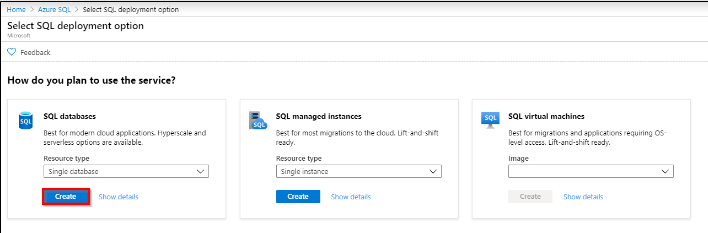 Home > Azure SQL > Select SQL deployment option
Select SQL deployment option
Microsoft
Feedback
How do you plan to use the service?
SQL
SQL databases
Best for modern cloud applications. Hyperscale and
serverless options are available.
Resource type
Single database
Create Show details
SQL
SQL managed instances
Best for most migrations to the cloud. Lift-and-shift
ready.
Resource type
Single instance
Create Show details
SQL
SQL virtual machines
Best for migrations and applications requiring OS-
level access. Lift-and-shift ready.
Image
Create Show details